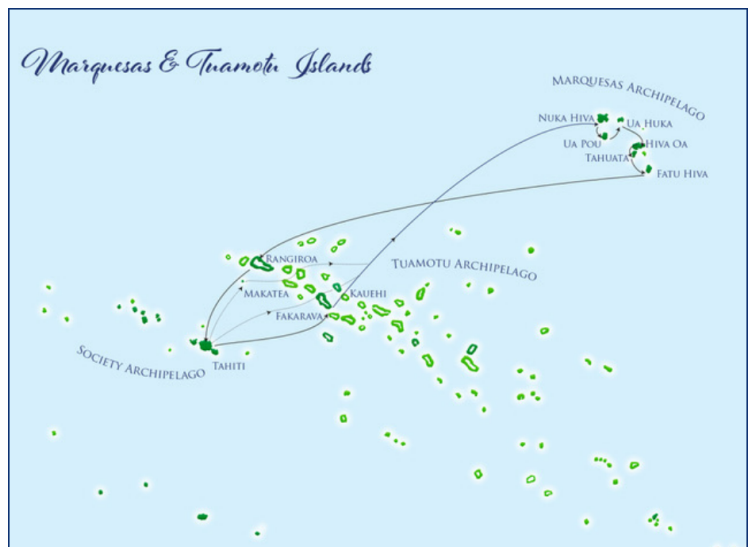 Marquesas & Tuamotu Islands
MARQUESAS ARCHIPELAGO
NUKA HIVA
UA HUKA
UA POU
HIVA OA
TAHUATA
FATU HIVA
RANGIROA
TUAMOTU ARCHIPELAGO
MAKATEA
KAUEHI
FAKARAVA
SOCIETY ARCHIPELAGO
TAHITI